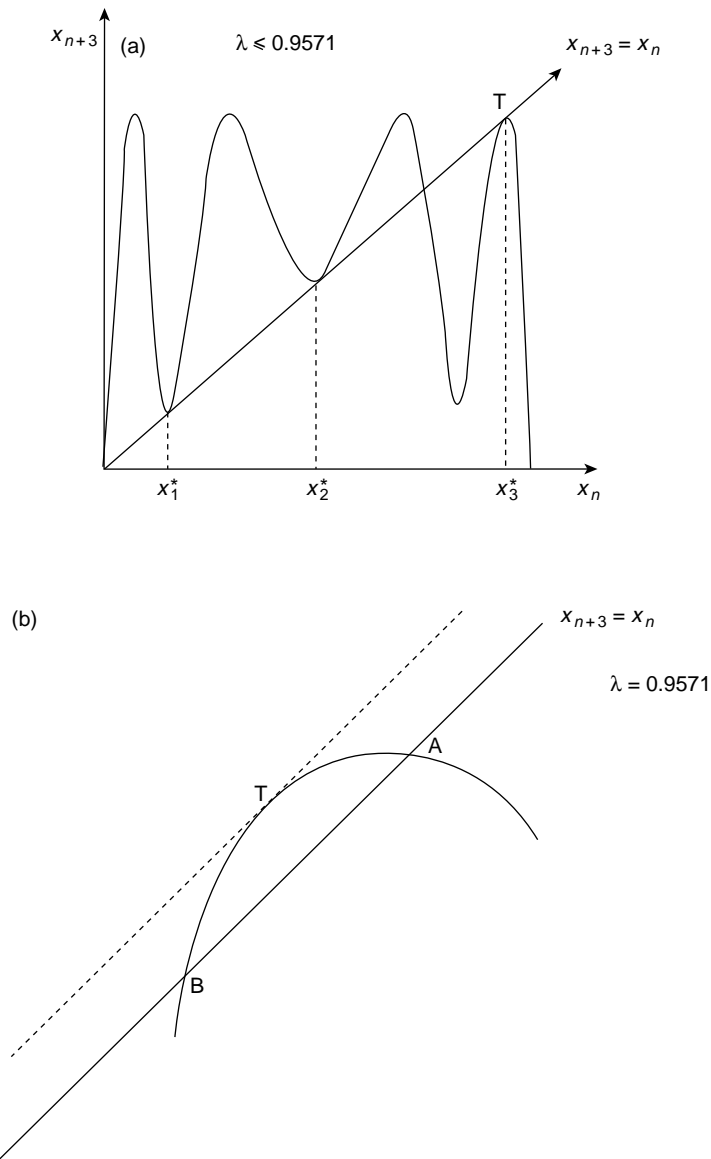 x_{n+3} (a) λ ⩽ 0.9571 x_{n+3} = x_n
T
x*_1 x*_2 x*_3 x_n
(b) x_{n+3} = x_n
λ = 0.9571
A
T
B